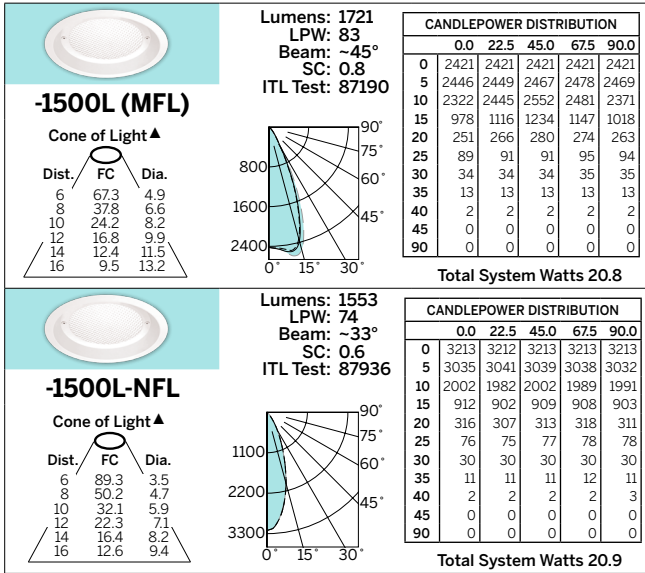 -1500L (MFL)
Cone of Light▲
Dist. FC Dia.
6 67.3 4.9
8 37.8 6.6
10 24.2 8.2
12 16.8 9.9
14 12.4 11.5
16 9.5 13.2
Lumens: 1721
LPW: 83
Beam: ~45°
SC: 0.8
ITL Test: 87190
90°
75°
60°
45°
800
1600
2400
0° 15° 30°
CANDLEPOWER DISTRIBUTION
0.0 22.5 45.0 67.5 90.0
0 2421 2421 2421 2421 2421
5 2446 2449 2467 2478 2469
10 2322 2445 2552 2481 2371
15 978 1116 1234 1147 1018
20 251 266 280 274 263
25 89 91 91 95 94
30 34 34 34 35 35
35 13 13 13 13 13
40 2 2 2 2 2
45 0 0 0 0 0
90 0 0 0 0 0
Total System Watts 20.8
-1500L-NFL
Cone of Light▲
Dist. FC Dia.
6 89.3 3.5
8 50.2 4.7
10 32.1 5.9
12 22.3 7.1
14 16.4 8.2
16 12.6 9.4
Lumens: 1553
LPW: 74
Beam: ~33°
SC: 0.6
ITL Test: 87936
90°
75°
60°
45°
1100
2200
3300
0° 15° 30°
CANDLEPOWER DISTRIBUTION
0.0 22.5 45.0 67.5 90.0
0 3213 3212 3213 3213 3213
5 3035 3041 3039 3038 3032
10 2002 1982 2002 1989 1991
15 912 902 909 908 903
20 316 307 313 318 311
25 76 75 77 78 78
30 30 30 30 30 30
35 11 11 11 12 11
40 2 2 2 2 3
45 0 0 0 0 0
90 0 0 0 0 0
Total System Watts 20.9